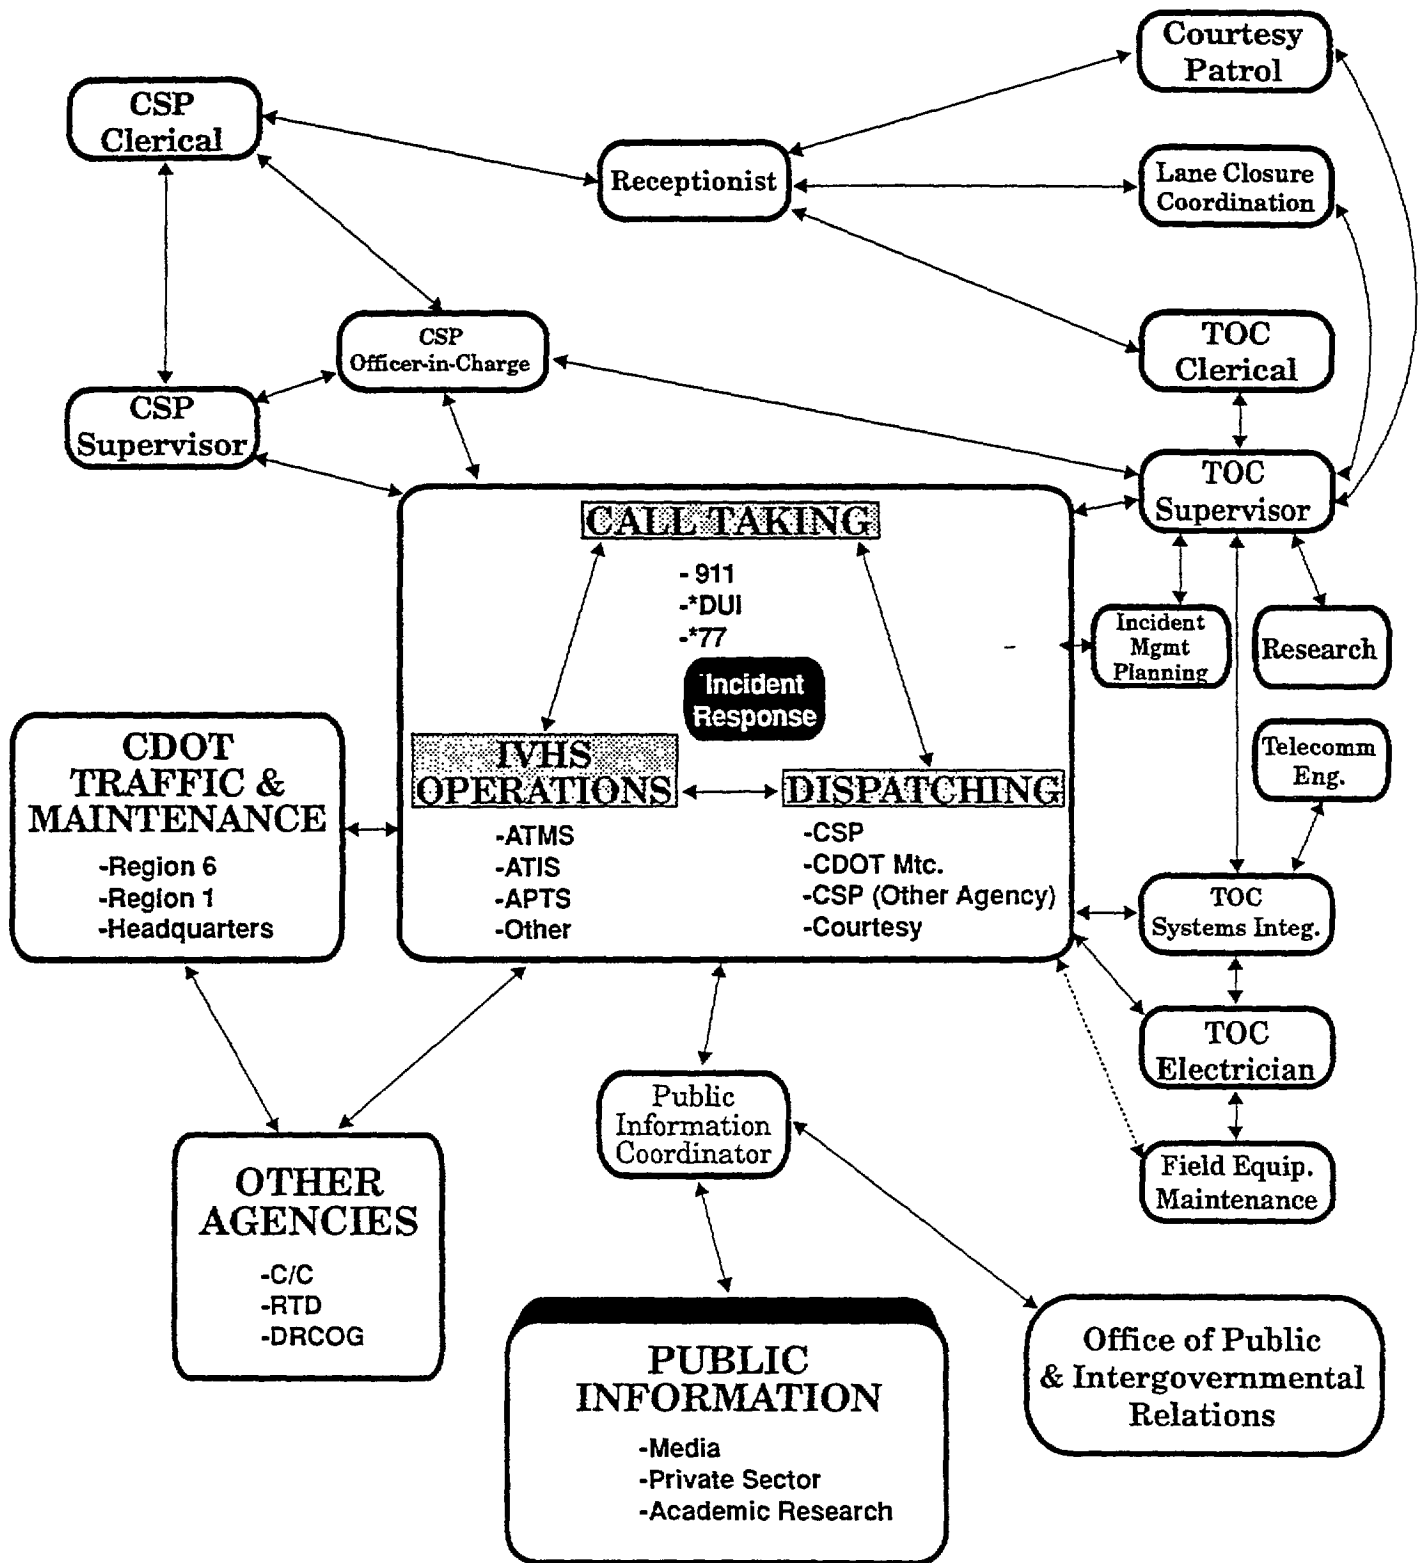 Courtesy
Patrol
CSP
Clerical
Receptionist
Lane Closure
Coordination
CSP
Officer-in-Charge
TOC
Clerical
CSP
Supervisor
TOC
Supervisor
CALL TAKING
- 911
-*DUI
-*77
Incident
Response
Incident
Mgmt
Planning
Research
CDOT
TRAFFIC &
MAINTENANCE
-Region 6
-Region 1
-Headquarters
IVHS
OPERATIONS
-ATMS
-ATIS
-APTS
-Other
DISPATCHING
-CSP
-CDOT Mtc.
-CSP (Other Agency)
-Courtesy
Telecomm
Eng.
TOC
Systems Integ.
TOC
Electrician
Public
Information
Coordinator
Field Equip.
Maintenance
OTHER
AGENCIES
-C/C
-RTD
-DRCOG
PUBLIC
INFORMATION
-Media
-Private Sector
-Academic Research
Office of Public
& Intergovernmental
Relations